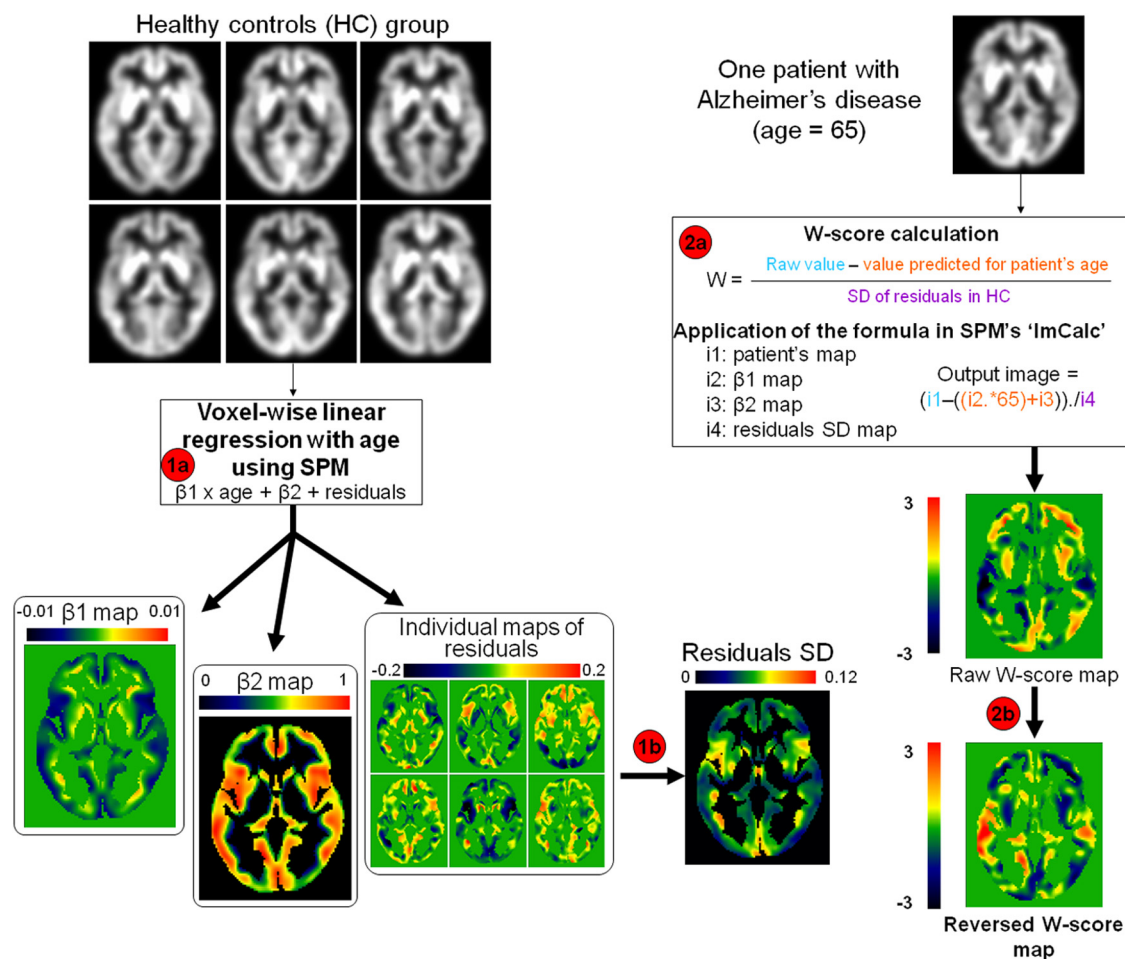 Healthy controls (HC) group
One patient with
Alzheimer's disease
(age = 65)
2a
W-score calculation
W = Raw value – value predicted for patient's age
SD of residuals in HC
Application of the formula in SPM's 'ImCalc'
i1: patient's map
i2: β1 map
i3: β2 map
i4: residuals SD map
Output image =
(i1–((i2.*65)+i3))./i4
Voxel-wise linear
regression with age
using SPM
1a
β1 x age + β2 + residuals
-0.01 β1 map 0.01
0 β2 map 1
Individual maps of
residuals
-0.2 0.2
1b
Residuals SD
0 0.12
3
-3
Raw W-score map
2b
3
-3
Reversed W-score
map